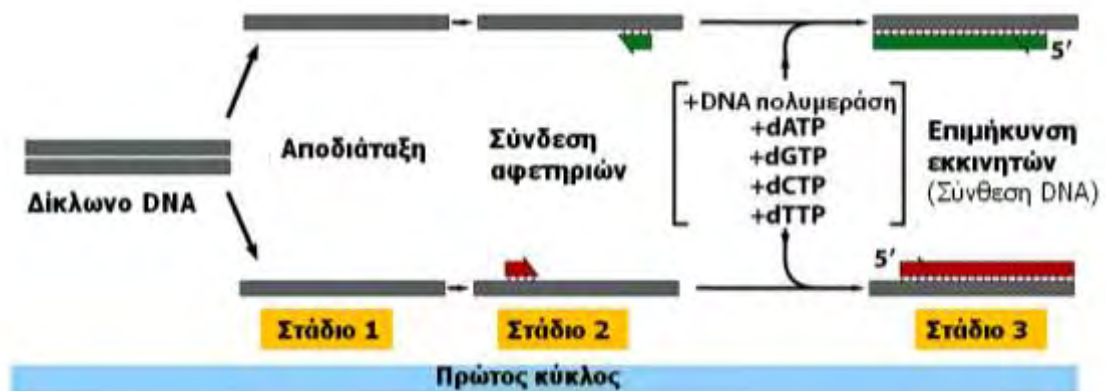 5'
+DNA πολυμεράση
+dATP
+dGTP
+dCTP
+dTTP
Επιμήκυνση
εκκινητών
(Σύνθεση DNA)
Σύνδεση
αφετηριών
Αποδιάταξη
Δίκλωνο DNA
5'
Στάδιο 1
Στάδιο 2
Στάδιο 3
Πρώτος κύκλος